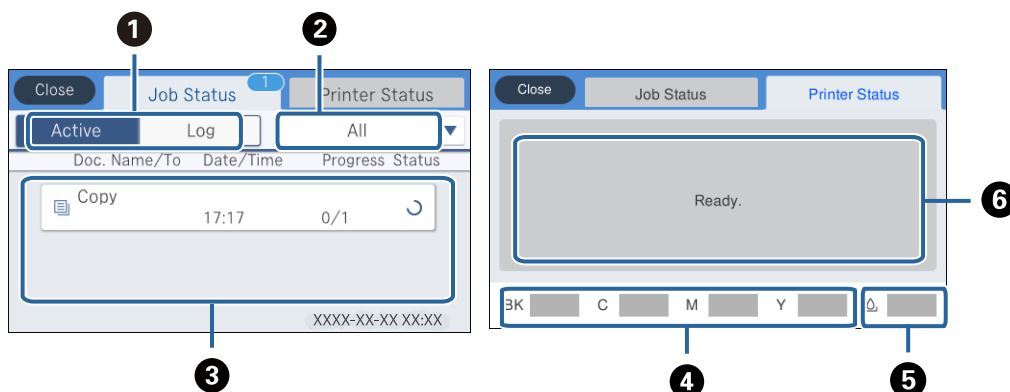 1
2
Close
Job Status
1
Printer Status
Active
Log
All
Doc. Name/To Date/Time Progress Status
Copy
17:17 0/1
XXXX-XX-XX XX:XX
3
Close
Job Status
Printer Status
Ready.
6
BK C M Y
4
5